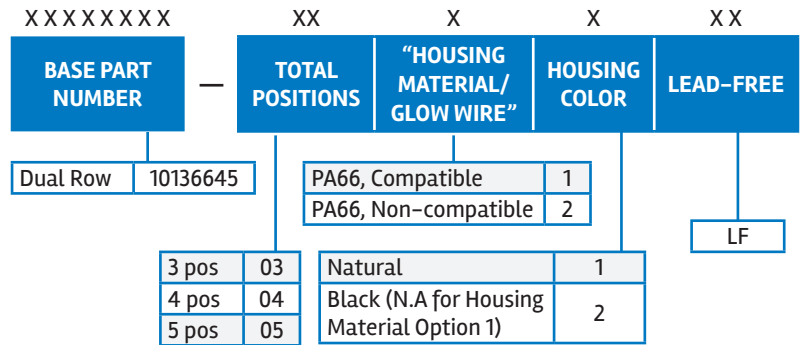 X X X X X X X X XX X X X X
BASE PART
NUMBER
—
TOTAL
POSITIONS
“HOUSING
MATERIAL/
GLOW WIRE”
HOUSING
COLOR
LEAD-FREE
Dual Row 10136645
PA66, Compatible 1
PA66, Non-compatible 2
LF
3 pos 03
4 pos 04
5 pos 05
Natural 1
Black (N.A for Housing
Material Option 1) 2